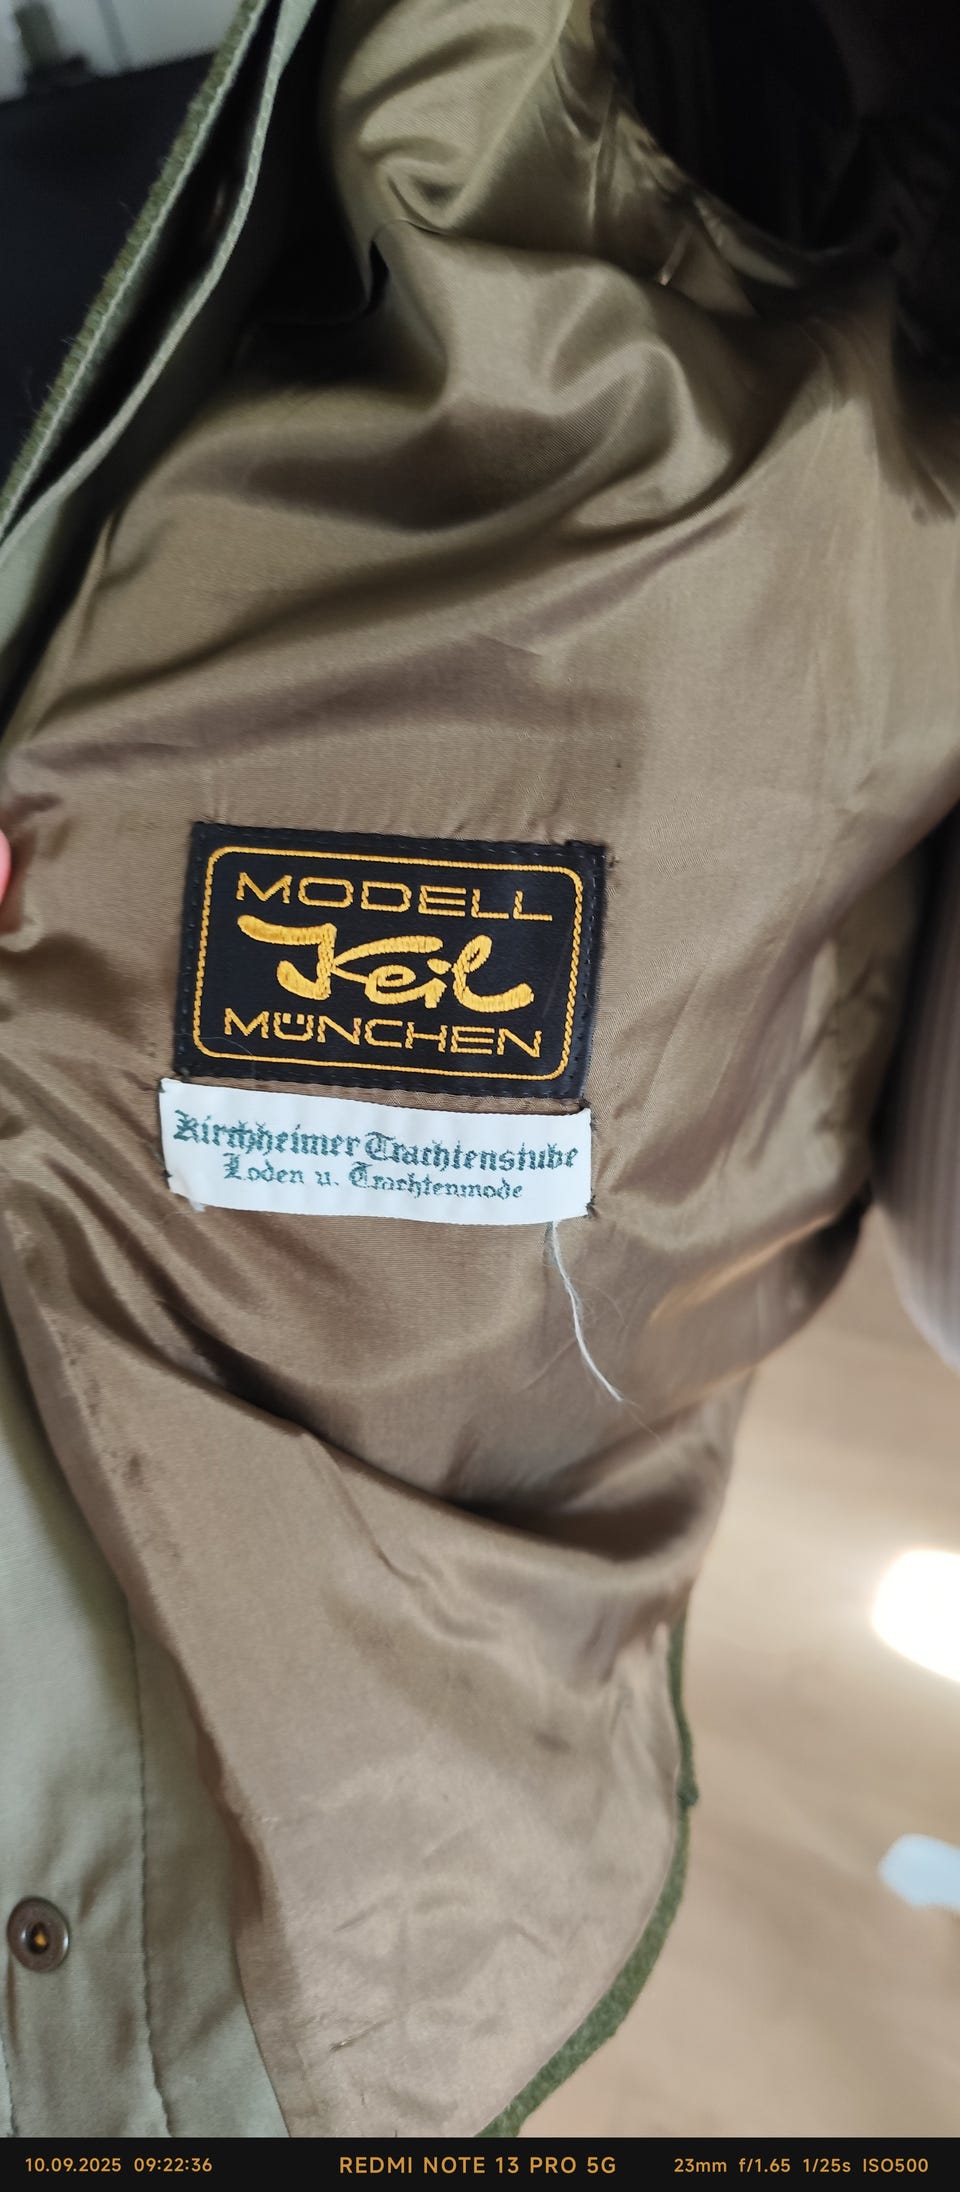 MODELL
Keil
MÜNCHEN
Kirchheimer Trachtenstube
Loden u. Trachtenmode
10.09.2025 09:22:36 REDMI NOTE 13 PRO 5G 23mm f/1.65 1/25s ISO500